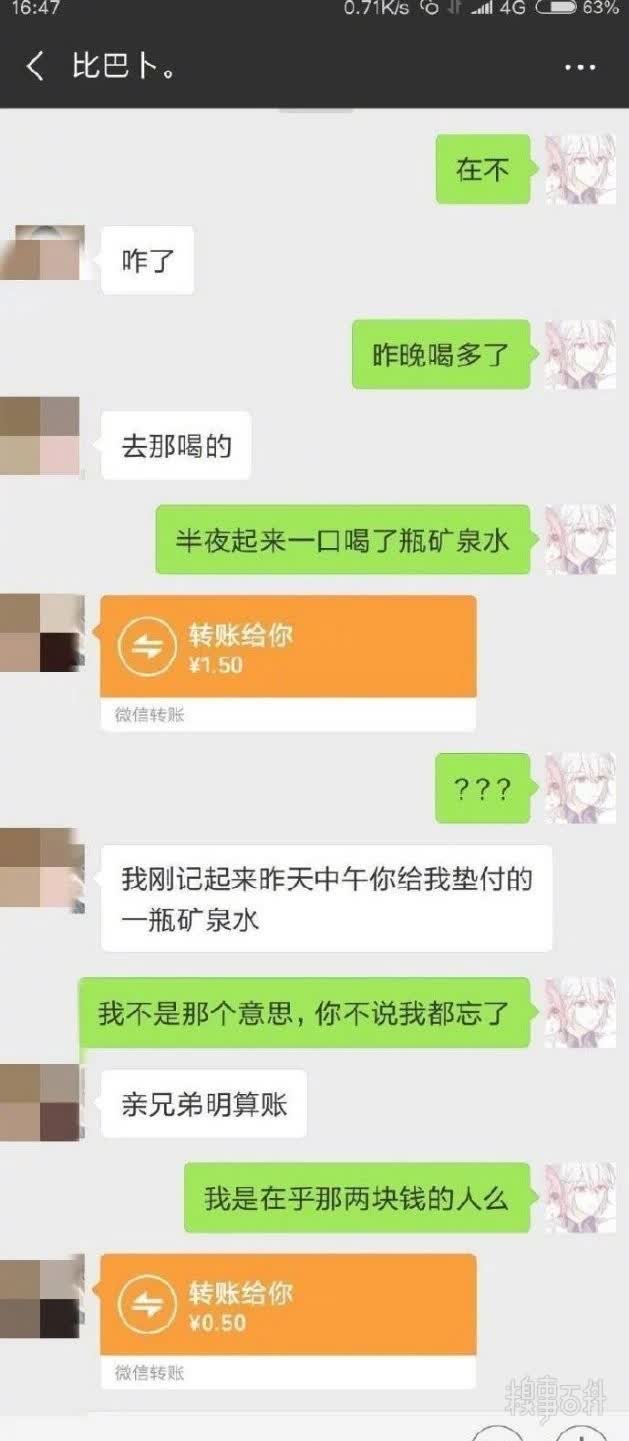 16:47
0.71K/s 4G 63%
比巴卜。
在不
咋了
昨晚喝多了
去那喝的
半夜起来一口喝了瓶矿泉水
转账给你
¥1.50
微信转账
???
我刚记起来昨天中午你给我垫付的
一瓶矿泉水
我不是那个意思，你不说我都忘了
亲兄弟明算账
我是在乎那两块钱的人么
转账给你
¥0.50
微信转账
糗事百科